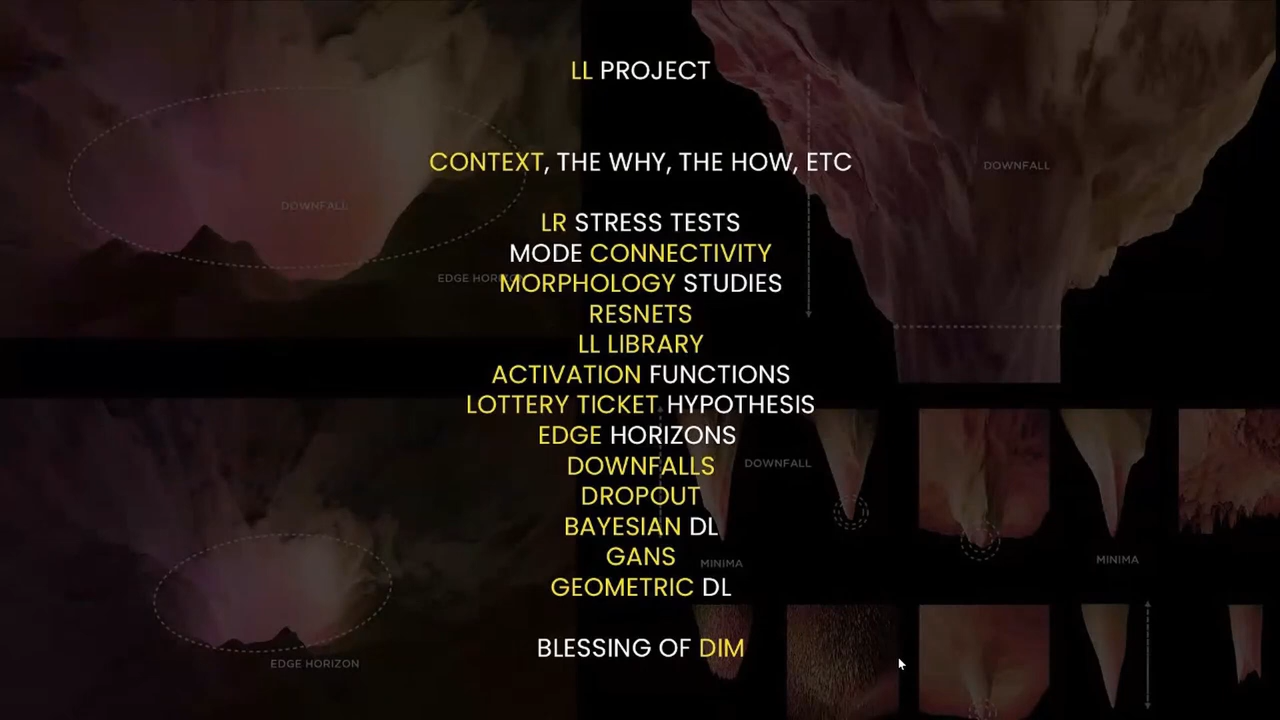 LL PROJECT
CONTEXT, THE WHY, THE HOW, ETC
LR STRESS TESTS
MODE CONNECTIVITY
MORPHOLOGY STUDIES
RESNETS
LL LIBRARY
ACTIVATION FUNCTIONS
LOTTERY TICKET HYPOTHESIS
EDGE HORIZONS
DOWNFALLS
DROPOUT
BAYESIAN DL
GANS
GEOMETRIC DL
BLESSING OF DIM
DOWNFALL
EDGE HORIZON
DOWNFALL
EDGE HORIZON
DOWNFALL
MINIMA
MINIMA